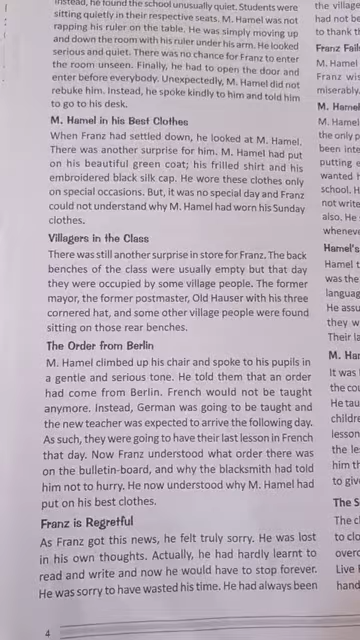 Instead, he found the school unusually quiet. Students were
sitting quietly in their respective seats. M. Hamel was not
rapping his ruler on the table. He was simply moving up
and down the room with his ruler under his arm. He looked
serious and quiet. There was no chance for Franz to enter
the room unseen. Finally, he had to open the door and
enter before everybody. Unexpectedly, M. Hamel did not
rebuke him. Instead, he spoke kindly to him and told him
to go to his desk.
M. Hamel in his Best Clothes
When Franz had settled down, he looked at M. Hamel.
There was another surprise for him. M. Hamel had put
on his beautiful green coat; his frilled shirt and his
embroidered black silk cap. He wore these clothes only
on special occasions. But, it was no special day and Franz
could not understand why M. Hamel had worn his Sunday
clothes.
Villagers in the Class
There was still another surprise in store for Franz. The back
benches of the class were usually empty but that day
they were occupied by some village people. The former
mayor, the former postmaster, Old Hauser with his three
cornered hat, and some other village people were found
sitting on those rear benches.
The Order from Berlin
M. Hamel climbed up his chair and spoke to his pupils in
a gentle and serious tone. He told them that an order
had come from Berlin. French would not be taught
anymore. Instead, German was going to be taught and
the new teacher was expected to arrive the following day.
As such, they were going to have their last lesson in French
that day. Now Franz understood what order there was
on the bulletin-board, and why the blacksmith had told
him not to hurry. He now understood why M. Hamel had
put on his best clothes.
Franz is Regretful
As Franz got this news, he felt truly sorry. He was lost
in his own thoughts. Actually, he had hardly learnt to
read and write and now he would have to stop forever.
He was sorry to have wasted his time. He had always been
4
the village
had not be
to thank t
Franz Fails
M. Hamel
Franz wis
miserably.
M. Hamel
M. Hamel
the only p
been inte
putting e
wanted h
school. H
not write
also. He
wheneve
Hamel's
Hamel t
was the
languag
He assu
they w
Their la
M. Har
It was
the cou
He tau
childre
lesson
the le
him th
to give
The S
The cl
to clo
overc
Live
hand